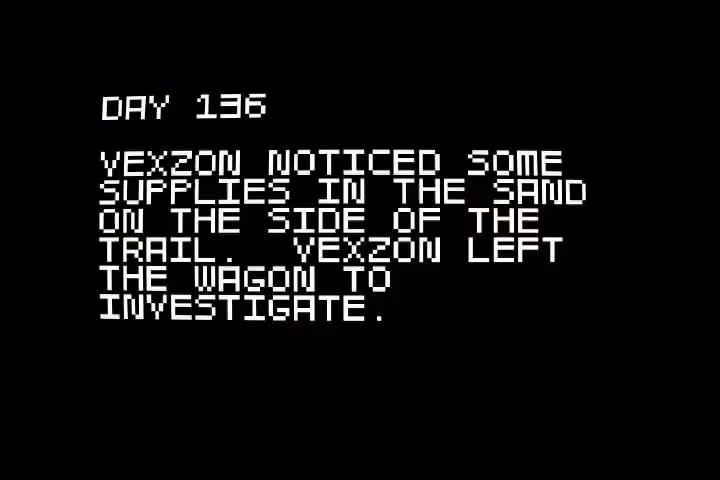 DAY 136
VEXZON NOTICED SOME
SUPPLIES IN THE SAND
ON THE SIDE OF THE
TRAIL.  VEXZON LEFT
THE WAGON TO
INVESTIGATE.